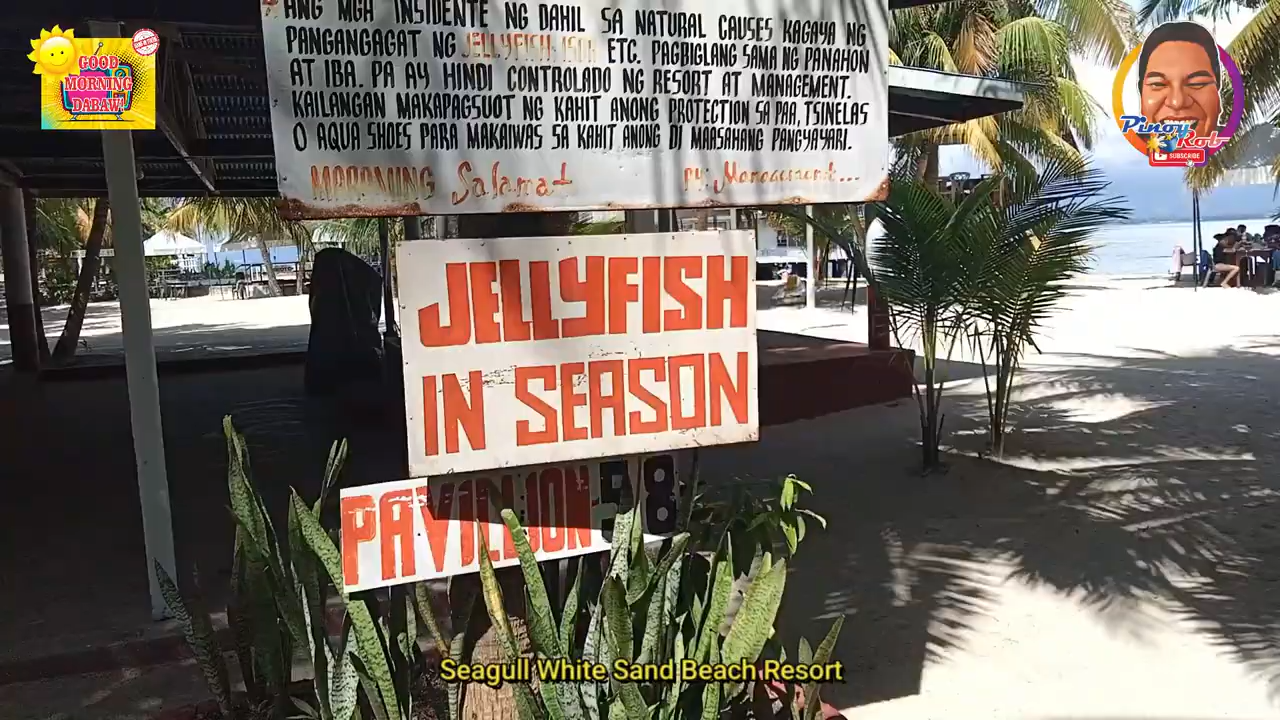 ANG MGA INSIDENTE NG DAHIL SA NATURAL CAUSES KAGAYA NG
PANGANGAGAT NG JELLYFISH, ISDA ETC. PAGBIGLANG SAMA NG PANAHON
AT IBA. PA AY HINDI CONTROLADO NG RESORT AT MANAGEMENT.
KAILANGAN MAKAPAGSUOT NG KAHIT ANONG PROTECTION SA PAA, TSINELAS
O AQUA SHOES PARA MAKAIWAS SA KAHIT ANONG DI MAASAHANG PANGYAYARI.
MARAMING Salamat
JELLYFISH
IN SEASON
PAVILLION-58
GOOD
MORNING
DABAW!
Pinoy
Rob
SUBSCRIBE
Seagull White Sand Beach Resort